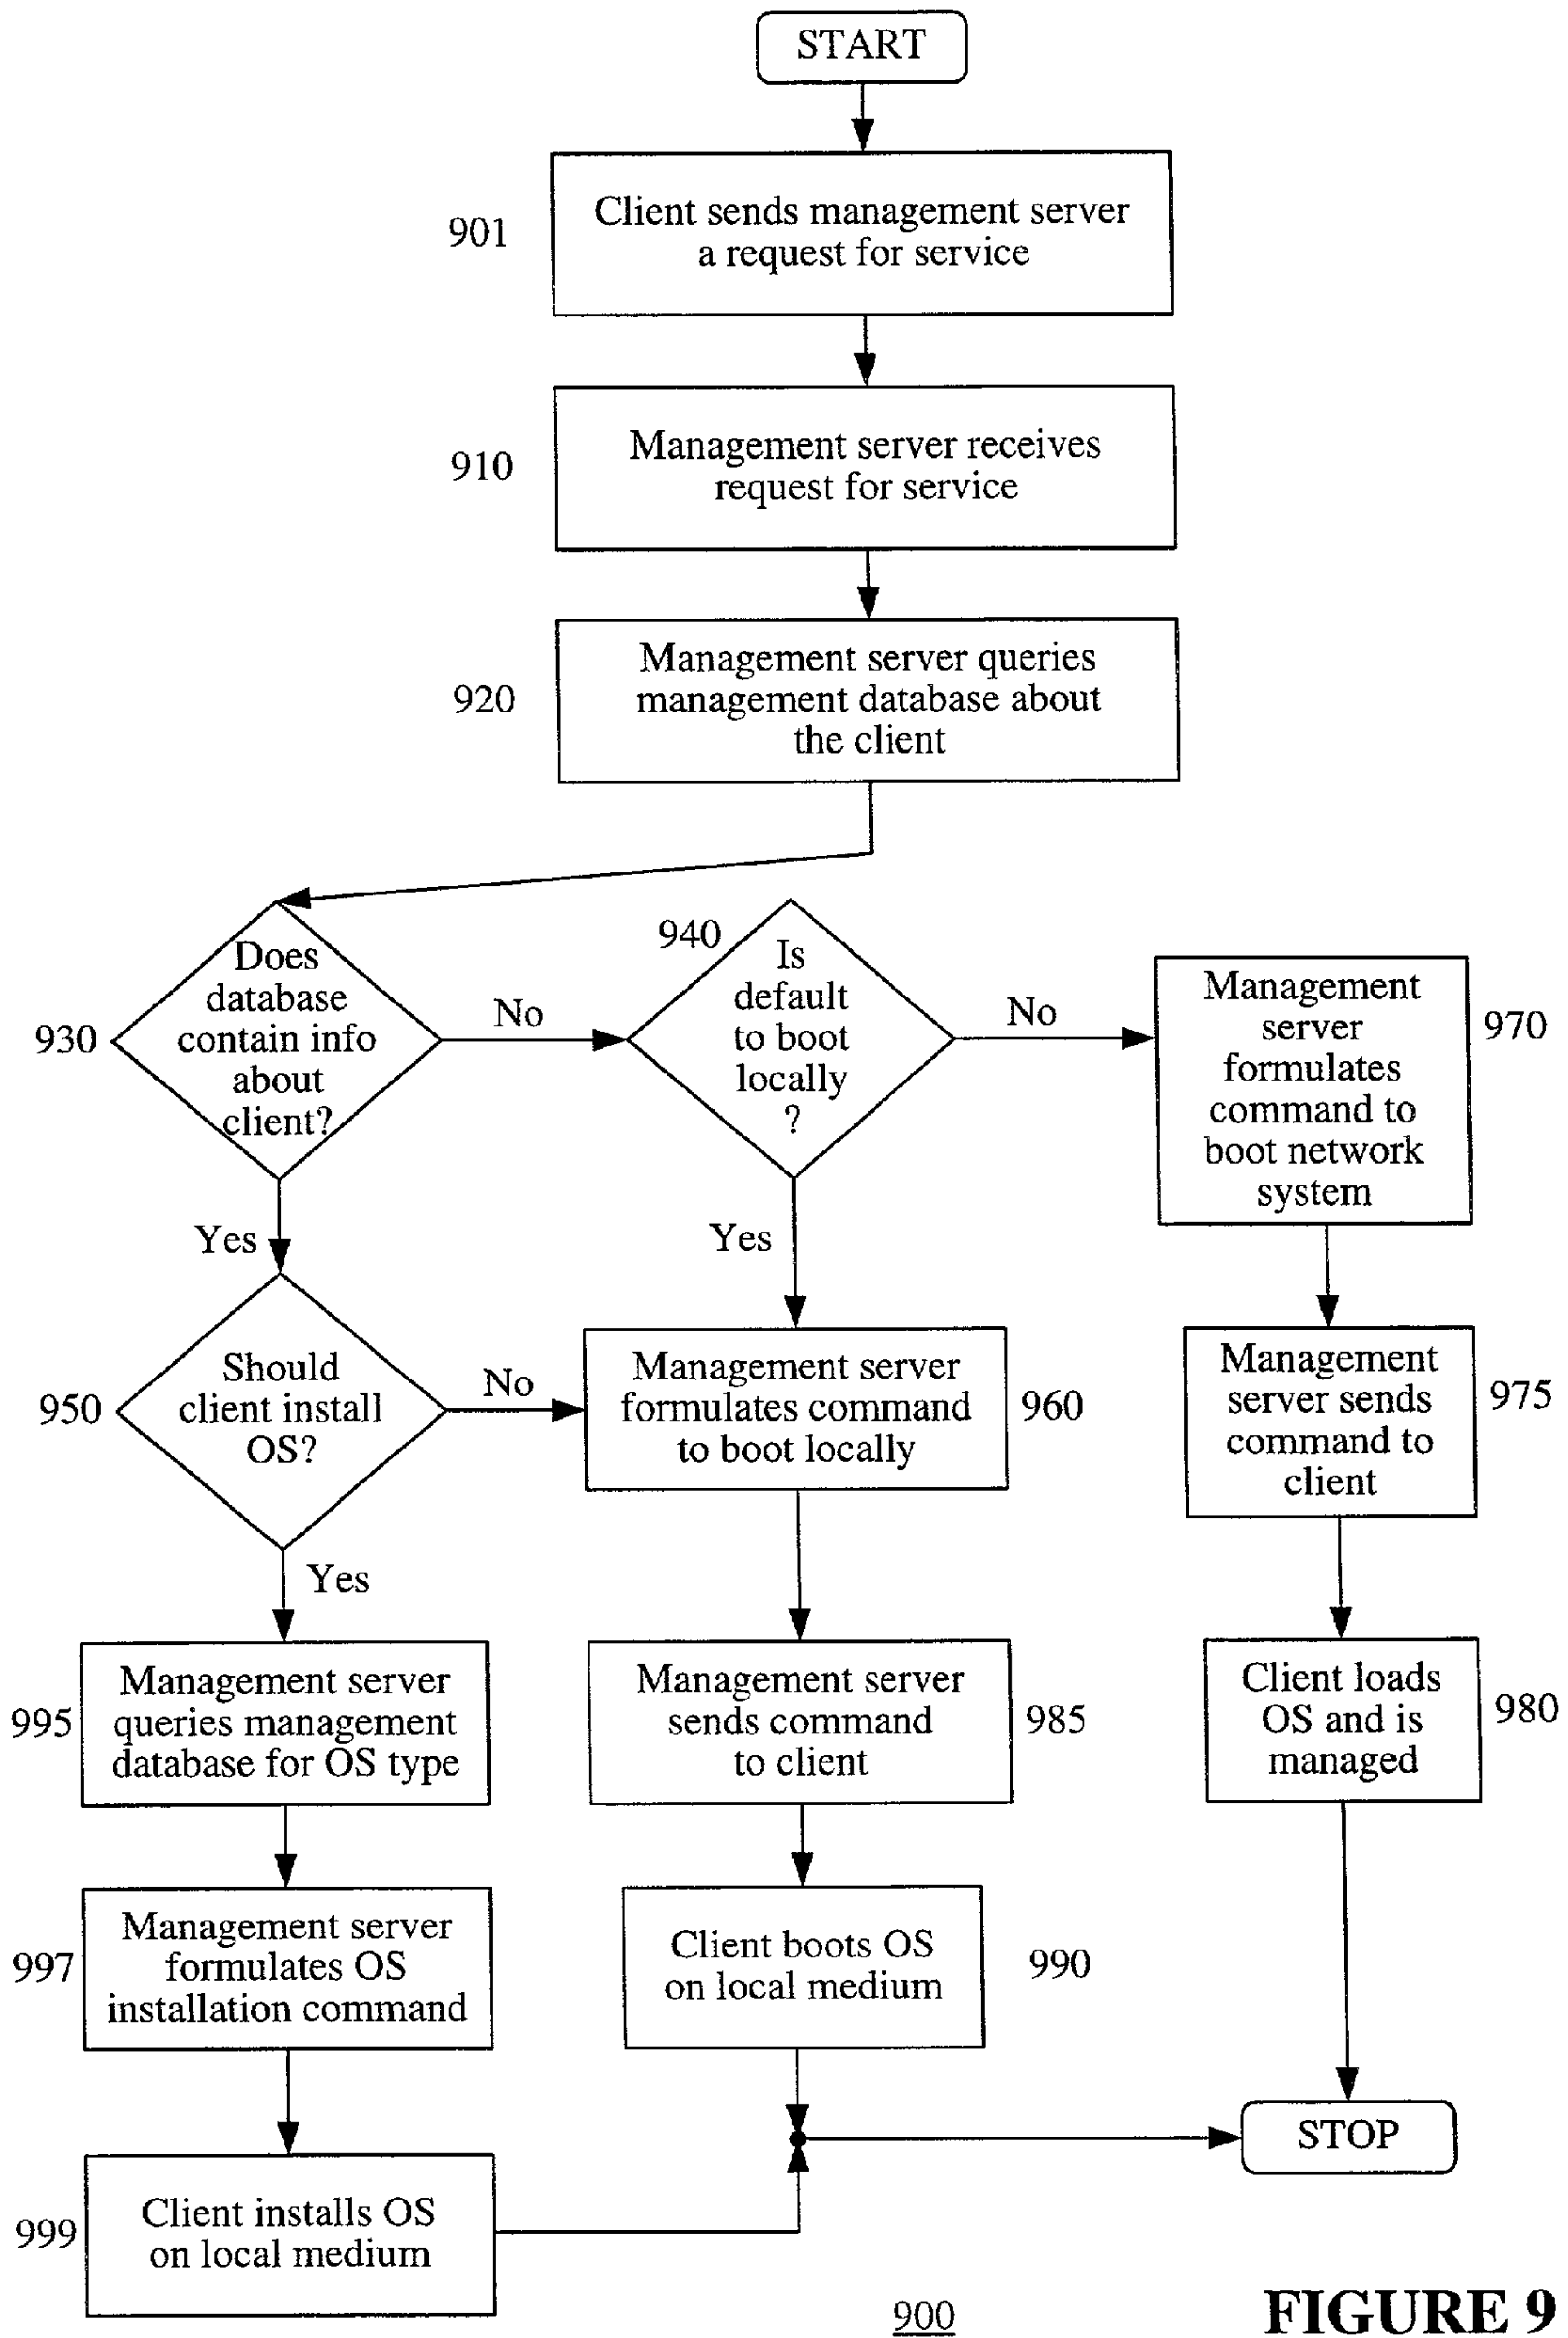 START
901
Client sends management server
a request for service
910
Management server receives
request for service
920
Management server queries
management database about
the client
930
Does
database
contain info
about
client?
No
940
Is
default
to boot
locally
?
No
Management
server
formulates
command to
boot network
system
970
Yes
Yes
950
Should
client install
OS?
No
Management server
formulates command
to boot locally
960
Management
server sends
command to
client
975
Yes
995
Management server
queries management
database for OS type
Management server
sends command
to client
985
Client loads
OS and is
managed
980
997
Management server
formulates OS
installation command
Client boots OS
on local medium
990
STOP
999
Client installs OS
on local medium
900
FIGURE 9